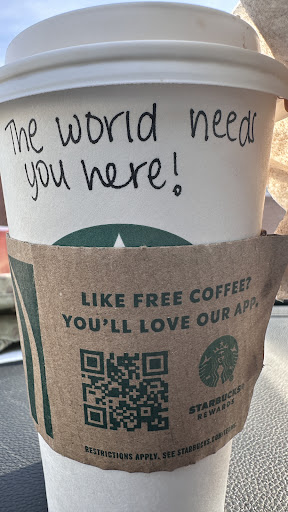 The world needs
you here!
LIKE FREE COFFEE?
YOU'LL LOVE OUR APP.
STARBUCKS®
REWARDS
RESTRICTIONS APPLY. SEE STARBUCKS.COM/